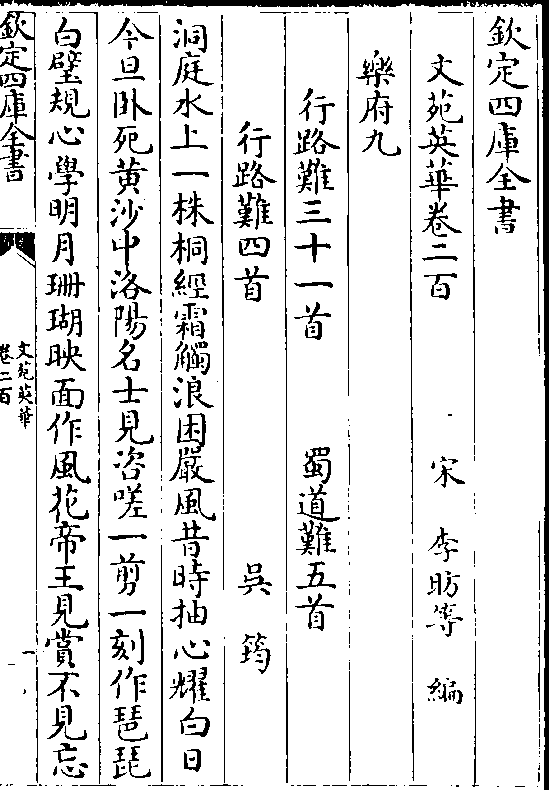 欽定四庫全書
文苑英華卷二百
宋 李昉等 編
樂府九
行路難三十一首 蜀道難五首
行路難四首 吳 筠
洞庭水上一株桐經霜觸浪困嚴風昔時抽心耀白日
今旦卧死黄沙中洛陽名士見咨嗟一剪一刻作琵琶
白璧規心學明月珊瑚映面作風花帝王見賞不見忘
欽定四庫全書
文苑英華
卷二百
一